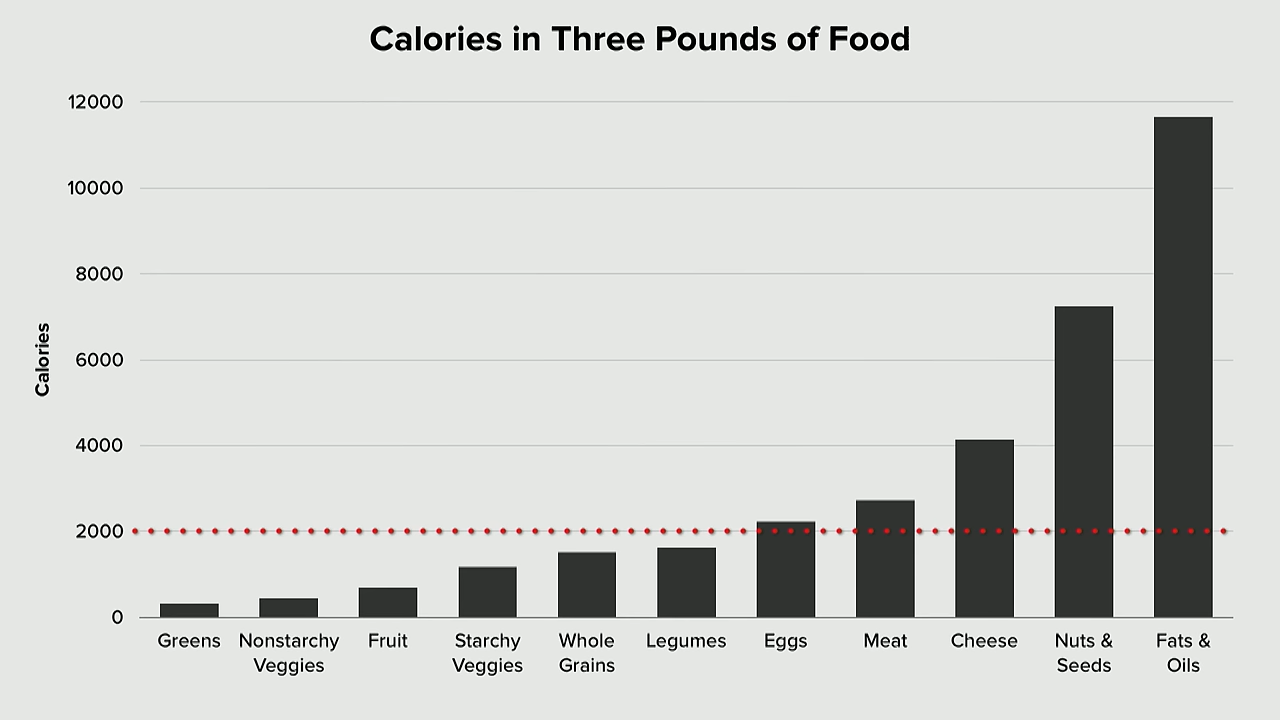 Calories in Three Pounds of Food
12000
10000
8000
6000
4000
2000
0
Calories
Greens
Nonstarchy
Veggies
Fruit
Starchy
Veggies
Whole
Grains
Legumes
Eggs
Meat
Cheese
Nuts &
Seeds
Fats &
Oils